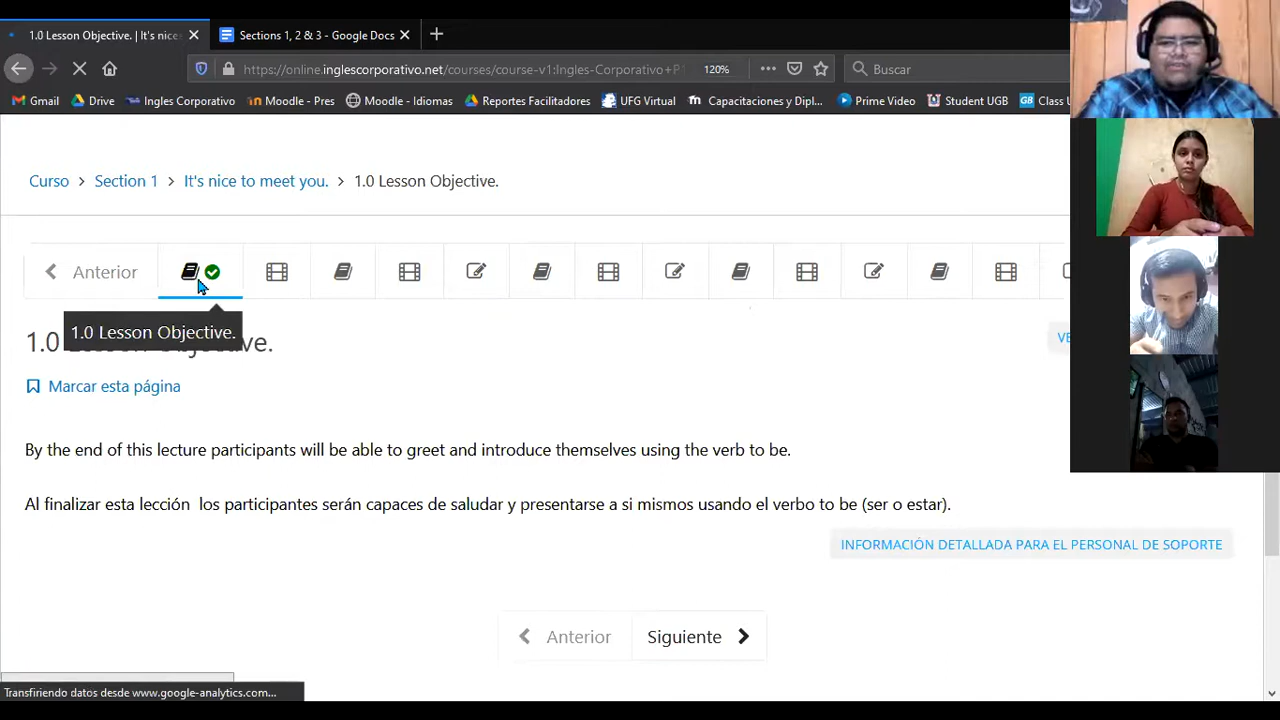 1.0 Lesson Objective. | It's nice
Sections 1, 2 & 3 - Google Docs
https://online.inglescorporativo.net/courses/course-v1:Ingles-Corporativo+P
120%
Buscar
Gmail
Drive
Ingles Corporativo
Moodle - Pres
Moodle - Idiomas
Reportes Facilitadores
UFG Virtual
Capacitaciones y Dipl...
Prime Video
Student UGB
GB
Class
Curso > Section 1 > It's nice to meet you. > 1.0 Lesson Objective.
Anterior
1.0 Lesson Objective.
1.0
ve.
VE
Marcar esta página
By the end of this lecture participants will be able to greet and introduce themselves using the verb to be.
Al finalizar esta lección los participantes serán capaces de saludar y presentarse a si mismos usando el verbo to be (ser o estar).
INFORMACIÓN DETALLADA PARA EL PERSONAL DE SOPORTE
Anterior
Siguiente
Transfiriendo datos desde www.google-analytics.com...